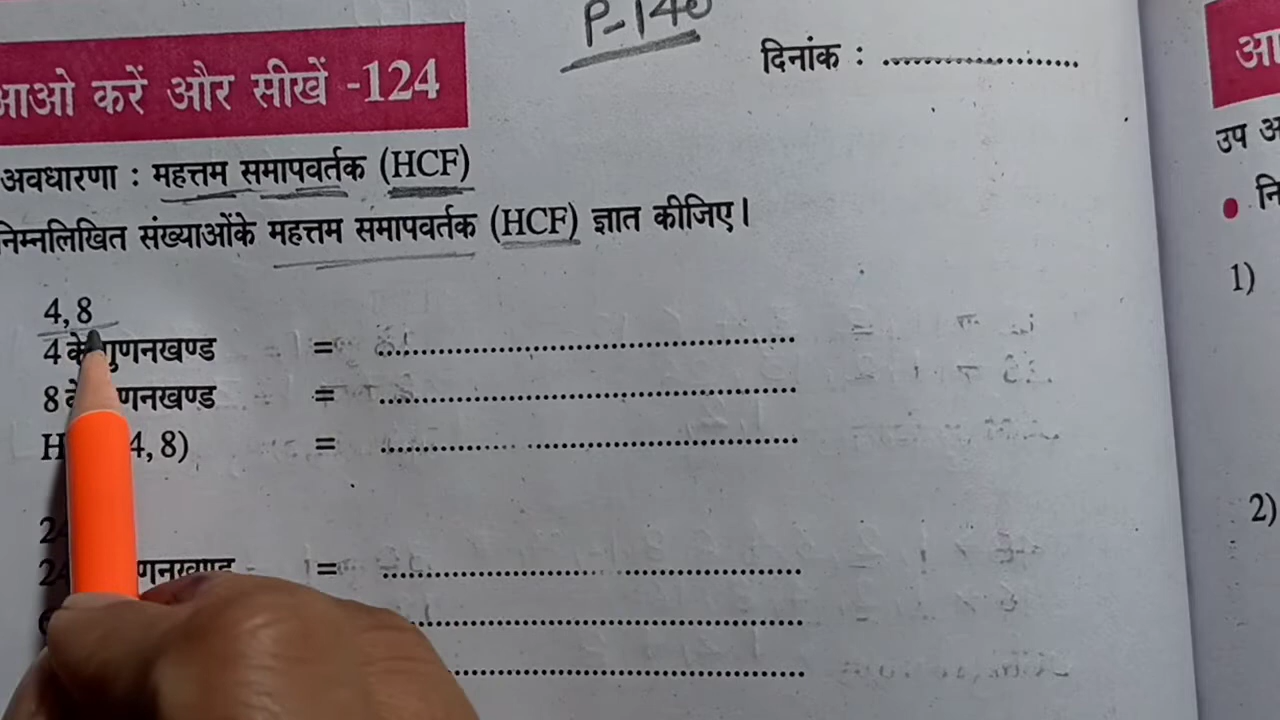 P-140
दिनांक : ........................
आओ करें और सीखें -124
अवधारणा : महत्तम समापवर्तक (HCF)
निम्नलिखित संख्याओंके महत्तम समापवर्तक (HCF) ज्ञात कीजिए।
4, 8
4 के गुणनखण्ड = ........................
8 के गुणनखण्ड = ........................
4, 8) = ........................
= ........................
1)
2)